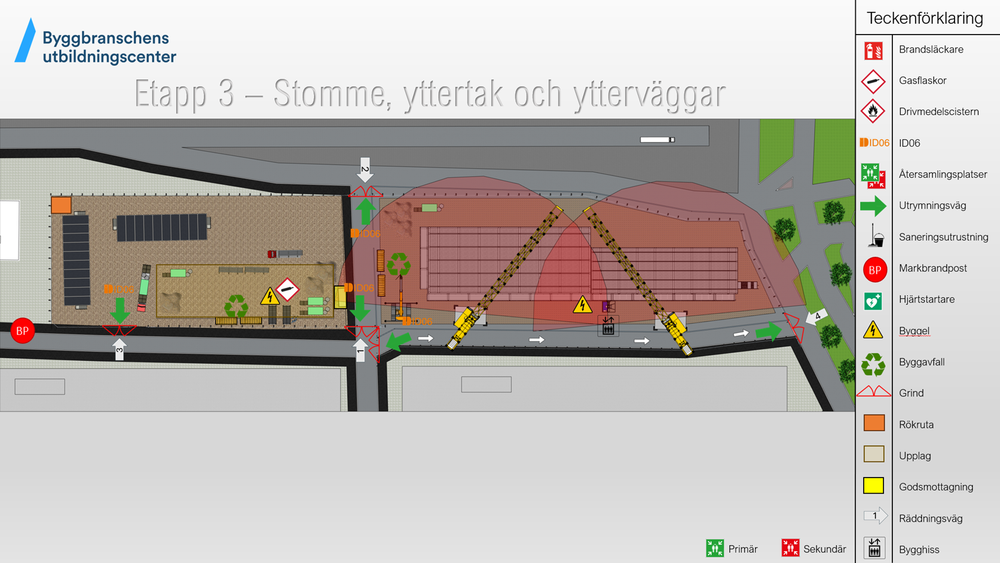 Byggbranschens
utbildningscenter
Etapp 3 – Stomme, yttertak och ytterväggar
Teckenförklaring
Brandsläckare
Gasflaskor
Drivmedelscistern
ID06 ID06
Återsamlingsplatser
Utrymningsväg
Saneringsutrustning
BP Markbrandpost
Hjärtstartare
Byggel
Byggavfall
Grind
Rökruta
Upplag
Godsmottagning
1 Räddningsväg
Bygghiss
2
ID06
ID06
ID06
ID06
BP
3
1
4
Primär
Sekundär